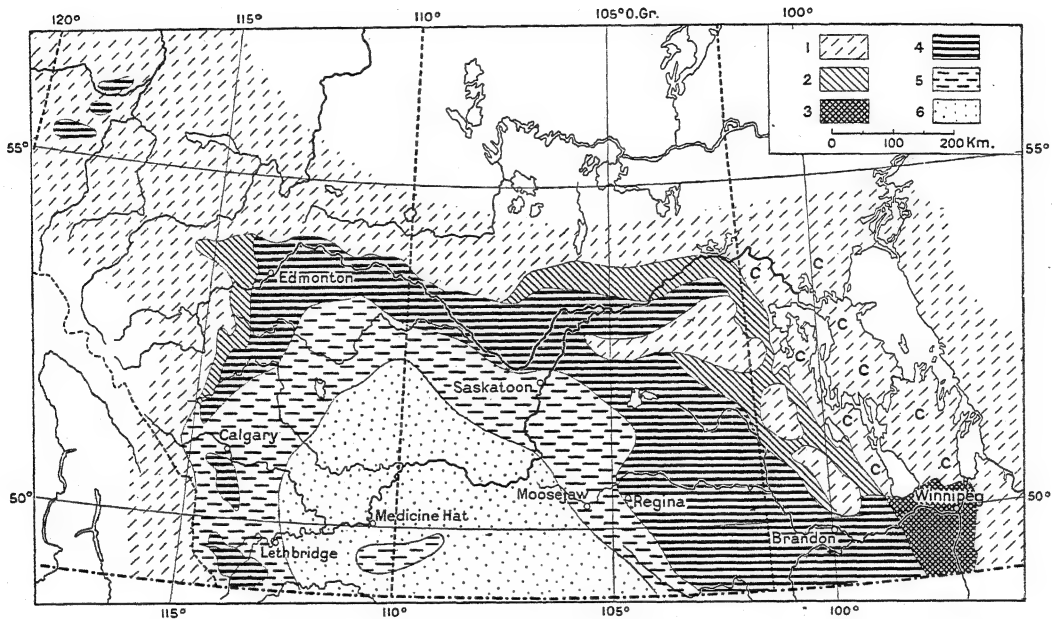 120° 115° 110° 105° O.Gr. 100°
1 4
2 5
3 6
0 100 200 Km.
55° 55°
C C
Edmonton
C
C
C
Saskatoon
C C
Calgary
C C
Moosejaw Winnipeg
50° Regina 50°
Medicine Hat
Brandon
Lethbridge
115° 110° 105° 100°